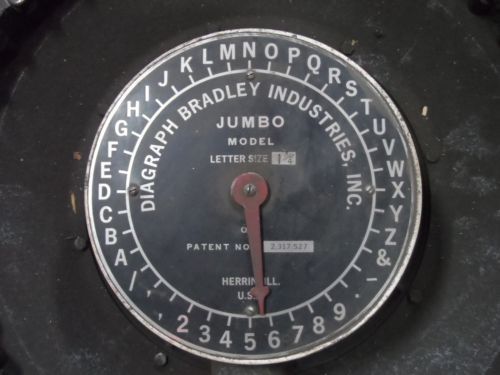 A B C D E F G H I J K L M N O P Q R S T U V W X Y Z & - . 9 8 7 6 5 4 3 2 , /
DIAGRAPH BRADLEY INDUSTRIES, INC.
JUMBO
MODEL
LETTER SIZE 1 1/4
PATENT NO. 2,317,527
HERRIN, ILL.
U.S.